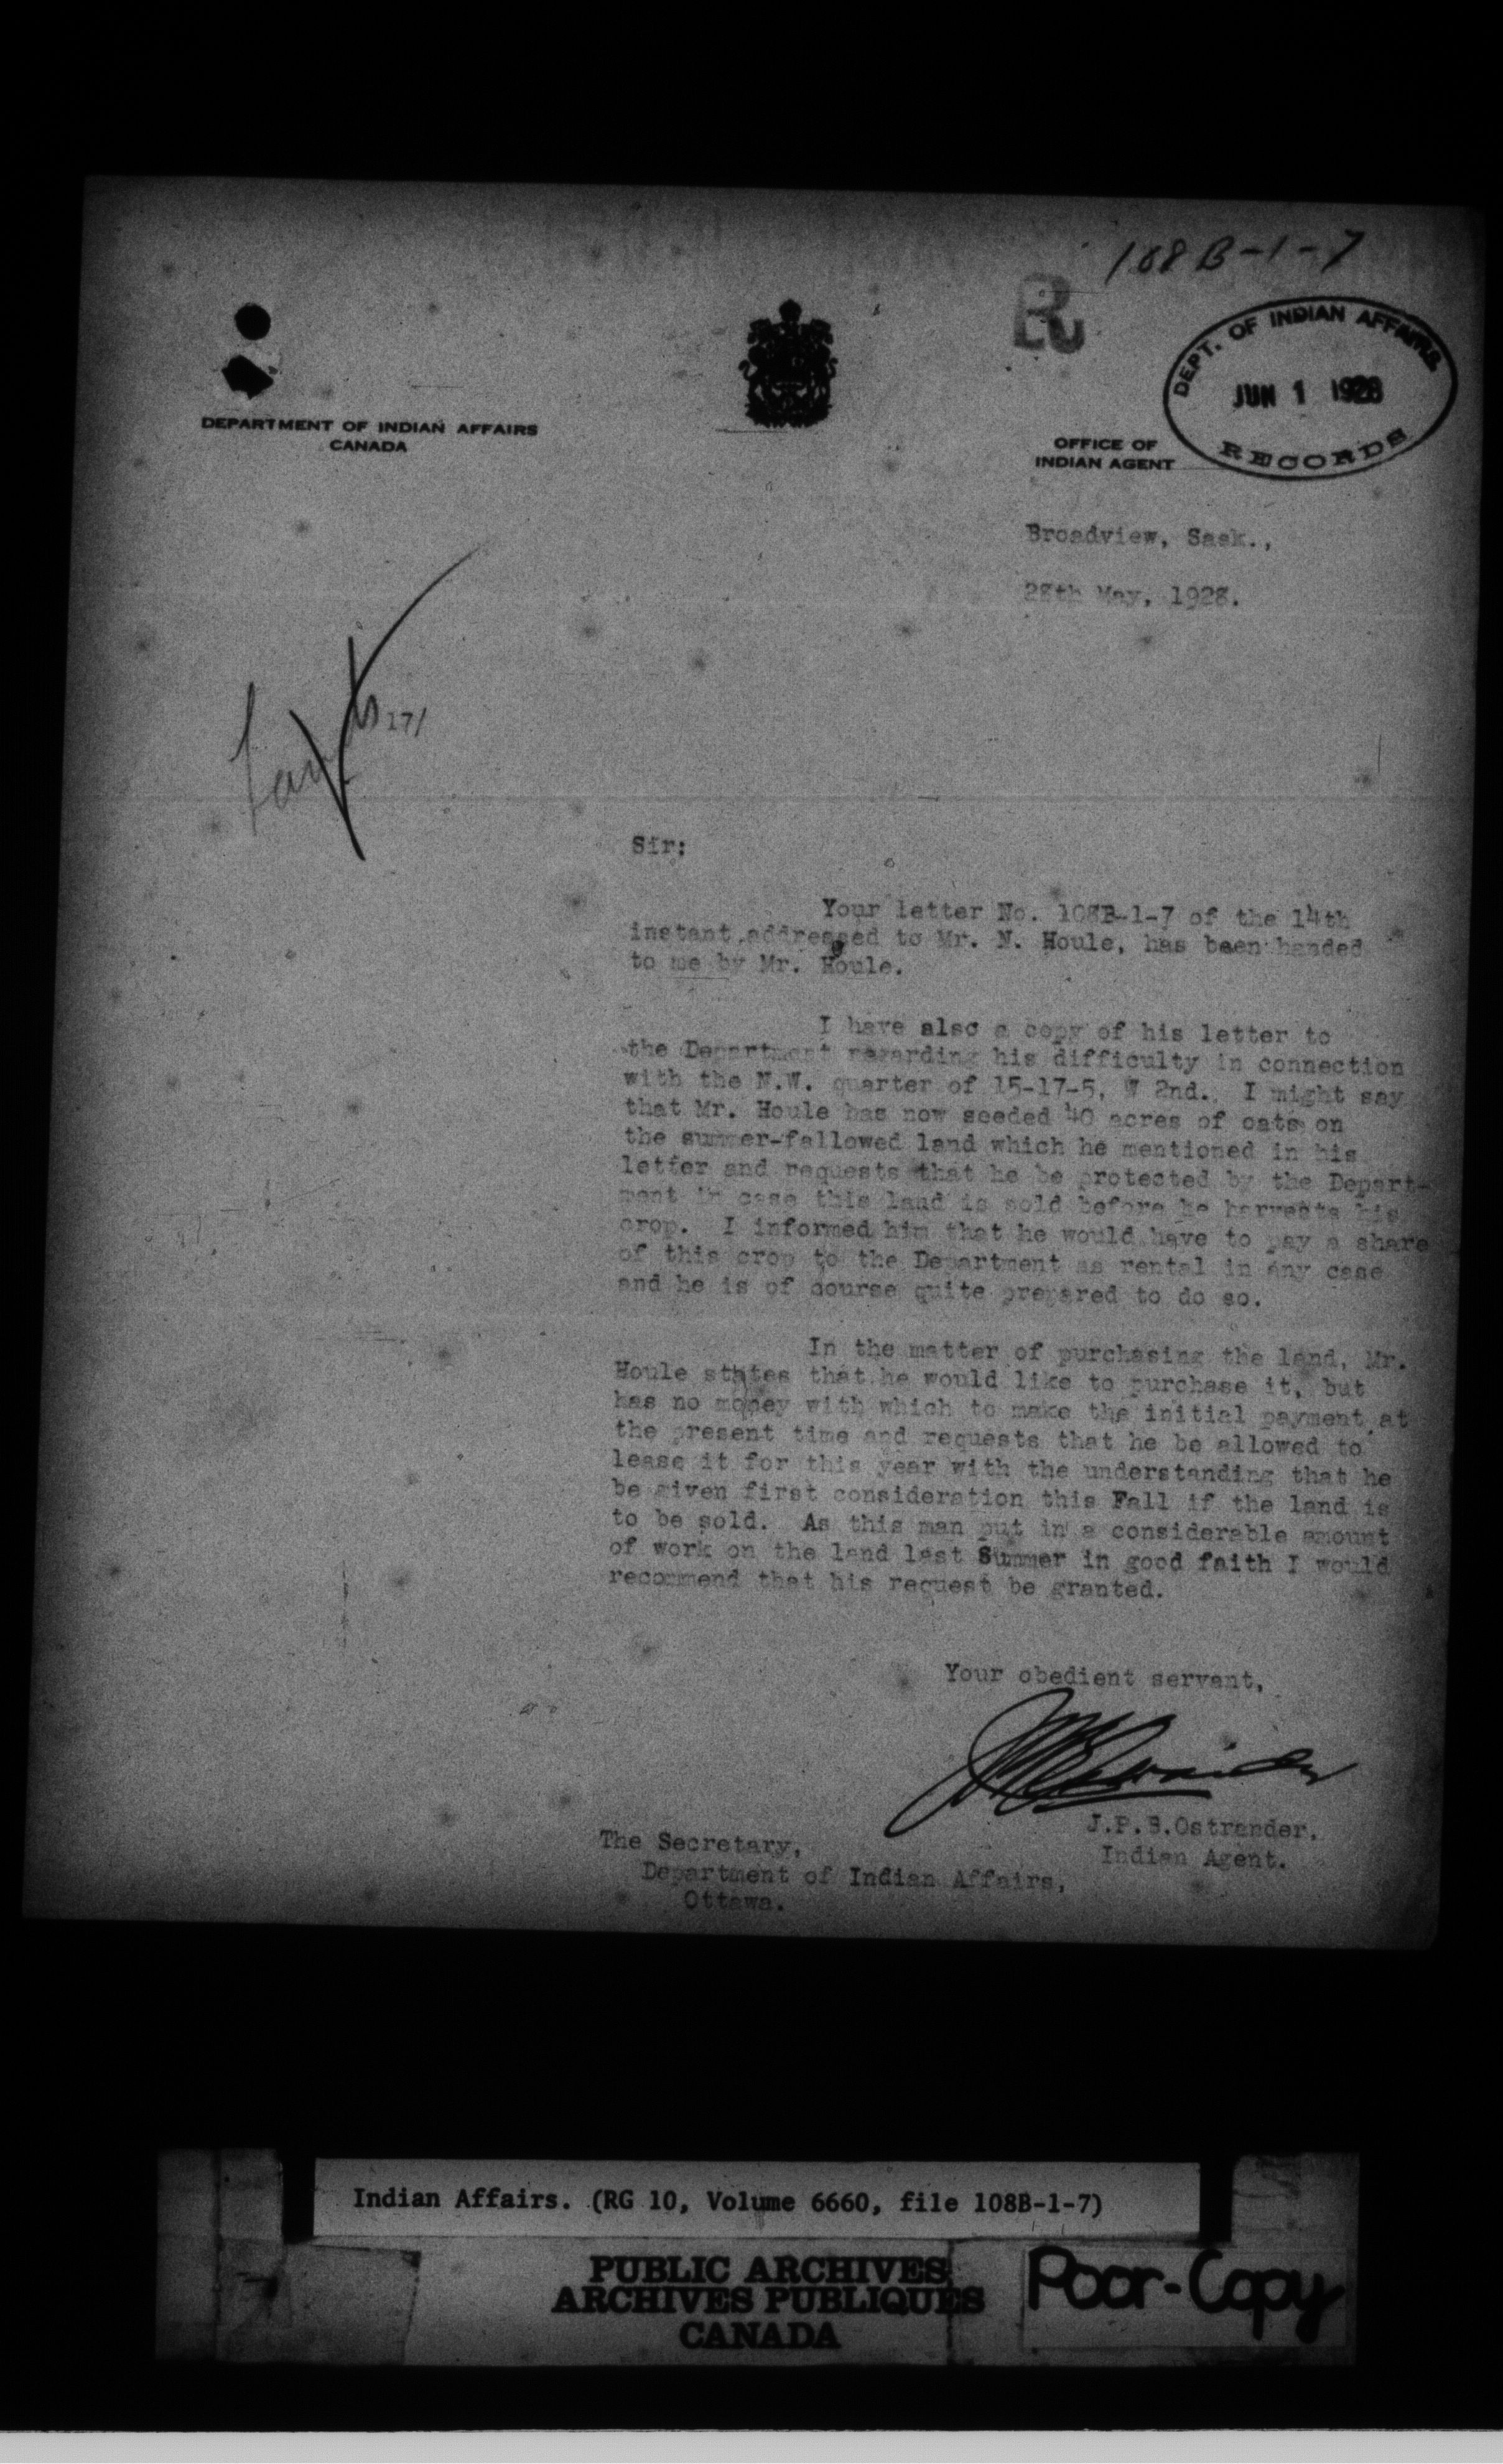 108B-1-7
R
DEPT. OF INDIAN AFFAIRS.
JUN 1 1928
RECORDS
DEPARTMENT OF INDIAN AFFAIRS
CANADA
OFFICE OF
INDIAN AGENT
Broadview, Sask.,
28th May, 1928.
Sir:
Your letter No. 108B-1-7 of the 14th
instant addressed to Mr. N. Houle, has been handed
to me by Mr. Houle.
I have also a copy of his letter to
the Department regarding his difficulty in connection
with the N.W. quarter of 15-17-5, W 2nd. I might say
that Mr. Houle has now seeded 40 acres of oats on
the summer-fallowed land which he mentioned in his
letter and requests that he be protected by the Depart-
ment in case this land is sold before he harvests his
crop. I informed him that he would have to pay a share
of this crop to the Department as rental in any case
and he is of course quite prepared to do so.
In the matter of purchasing the land, Mr.
Houle states that he would like to purchase it, but
has no money with which to make the initial payment at
the present time and requests that he be allowed to
lease it for this year with the understanding that he
be given first consideration this Fall if the land is
to be sold. As this man put in a considerable amount
of work on the land last Summer in good faith I would
recommend that his request be granted.
Your obedient servant,
J.P.B.Ostrander.
Indian Agent.
The Secretary,
Department of Indian Affairs,
Ottawa.
Indian Affairs. (RG 10, Volume 6660, file 108B-1-7)
PUBLIC ARCHIVES
ARCHIVES PUBLIQUES
CANADA
Poor-Copy